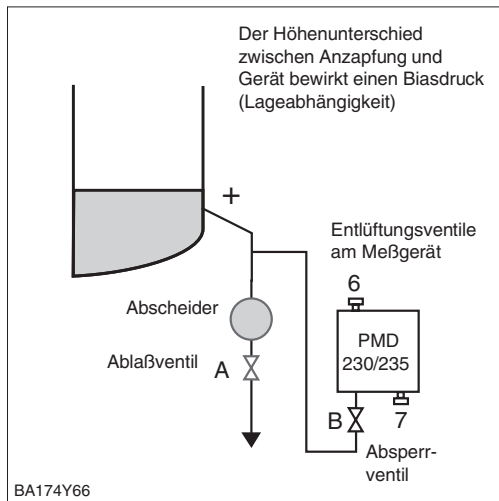 Der Höhenunterschied
zwischen Anzapfung und
Gerät bewirkt einen Biasdruck
(Lageabhängigkeit)
+
Entlüftungsventile
am Meßgerät
6
Abscheider
PMD
230/235
Ablaßventil
A
B
7
Absperr-
ventil
BA174Y66